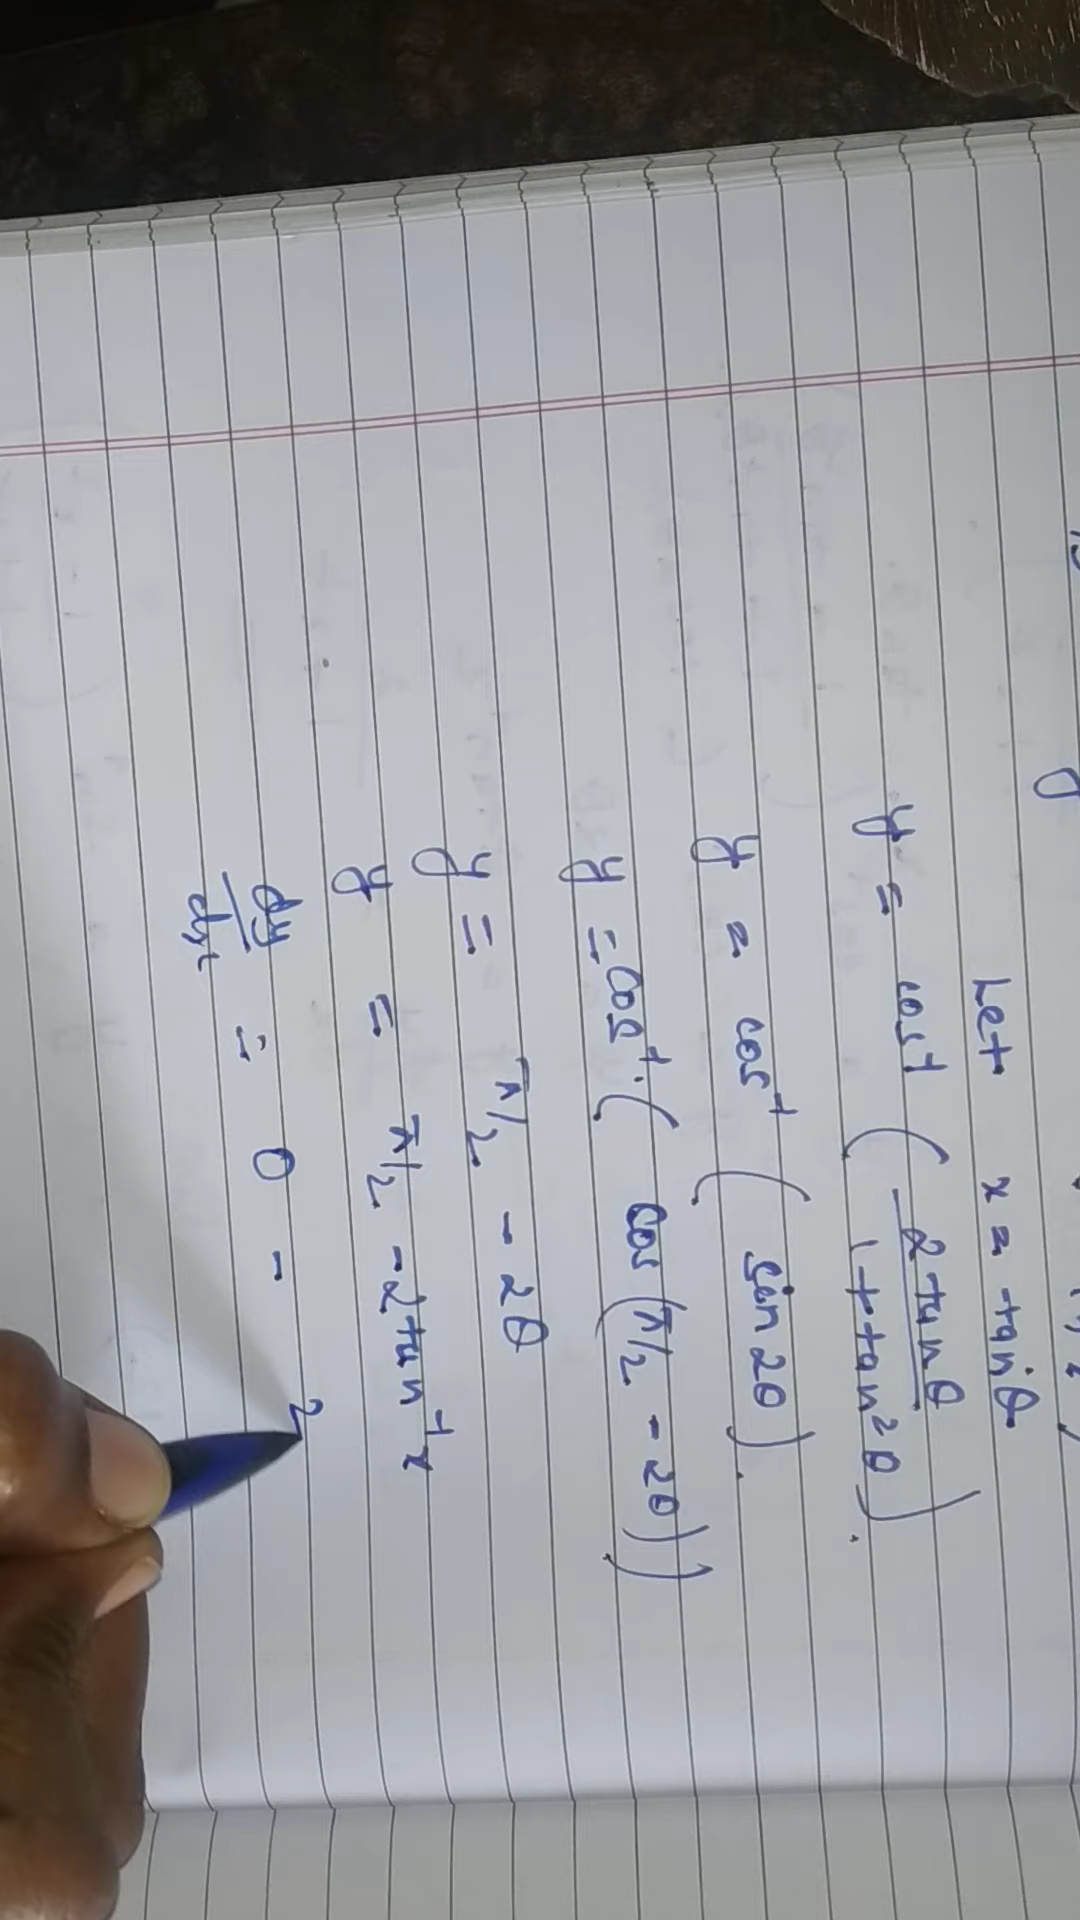 Let x = tanθ
y = cos⁻¹ ( 2tanθ / 1+tan²θ ).
y = cos⁻¹ ( sin 2θ ).
y = cos⁻¹ ( cos (π/2 - 2θ))
y = π/2 - 2θ
y = π/2 - 2tan⁻¹x
dy/dx = 0 - 2